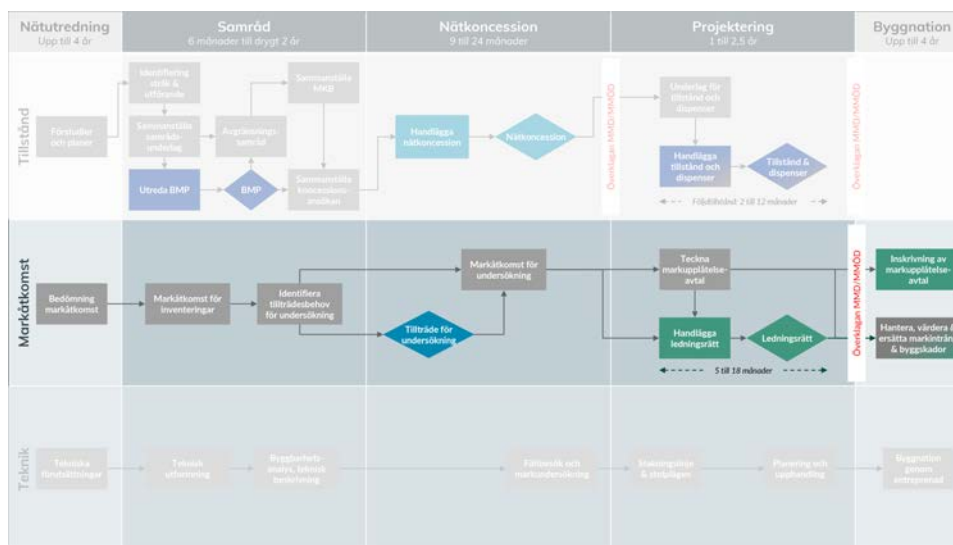 Nätutredning
Upp till 4 år
Samråd
6 månader till drygt 2 år
Nätkoncession
9 till 24 månader
Projektering
1 till 2,5 år
Byggnation
Upp till 4 år
Tillstånd
Förstudier
och planer
Identifiering
stråk &
utförande
Sammanställa
samråds-
underlag
Utreda BMP
Avgränsnings
samråd
BMP
Sammanställa
MKB
Sammanställa
koncessions-
ansökan
Handlägga
nätkoncession
Nätkoncession
Överklagan MMD/MMÖD
Underlag för
tillstånd och
dispenser
Handlägga
tillstånd och
dispenser
Tillstånd &
dispenser
Följdtillstånd: 2 till 12 månader
Överklagan MMD/MMÖD
Markåtkomst
Bedömning
markåtkomst
Markåtkomst för
inventeringar
Identifiera
tillträdesbehov
för undersökning
Tillträde för
undersökning
Markåtkomst för
undersökning
Teckna
markupplåtelse-
avtal
Handlägga
ledningsrätt
Ledningsrätt
5 till 18 månader
Överklagan MMD/MMÖD
Inskrivning av
markupplåtelse-
avtal
Hantera, värdera &
ersätta markintrån
& byggskador
Teknik
Tekniska
förutsättningar
Teknisk
utformning
Byggbarhets-
analys, teknisk
beskrivning
Fältbesök och
markundersökning
Stakningslinje
& stolplägen
Planering och
upphandling
Byggnation
genom
entreprenad